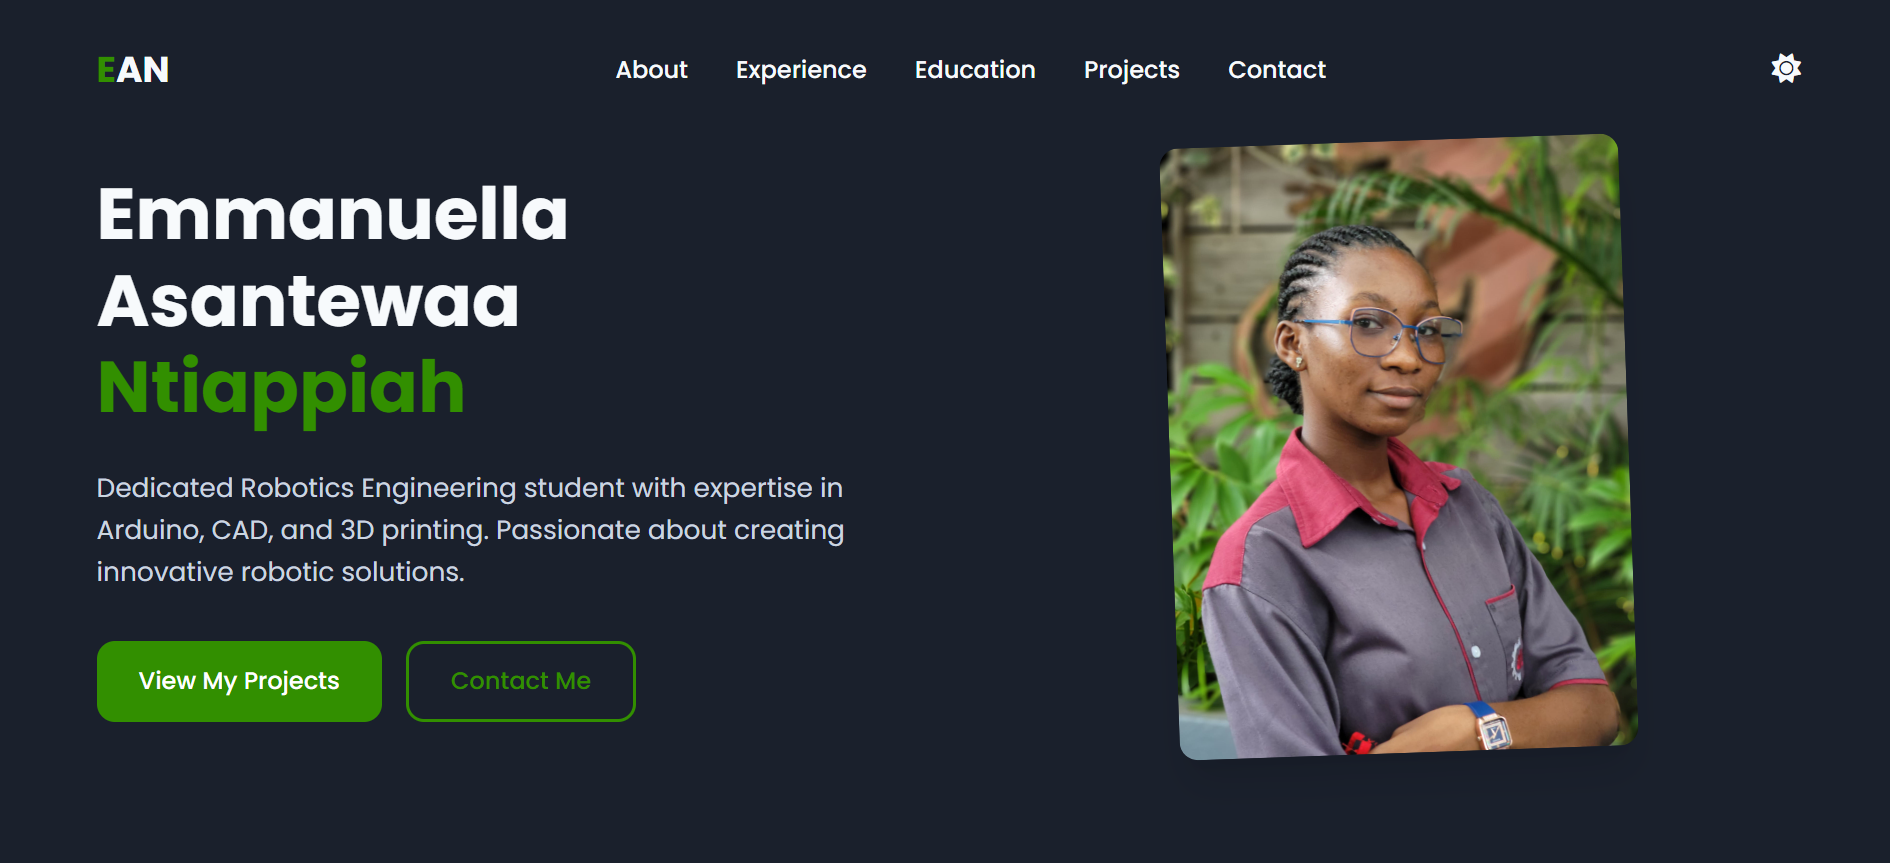 EAN
About Experience Education Projects Contact
Emmanuella
Asantewaa
Ntiappiah
Dedicated Robotics Engineering student with expertise in
Arduino, CAD, and 3D printing. Passionate about creating
innovative robotic solutions.
View My Projects Contact Me